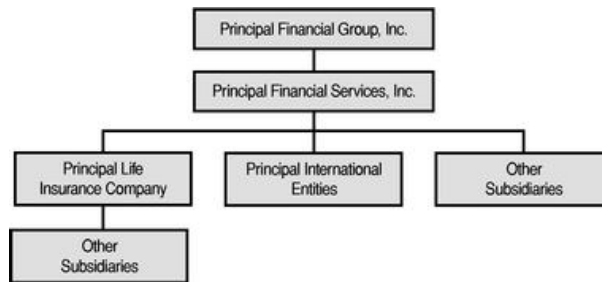 Principal Financial Group, Inc.
Principal Financial Services, Inc.
Principal Life
Insurance Company
Principal International
Entities
Other
Subsidiaries
Other
Subsidiaries